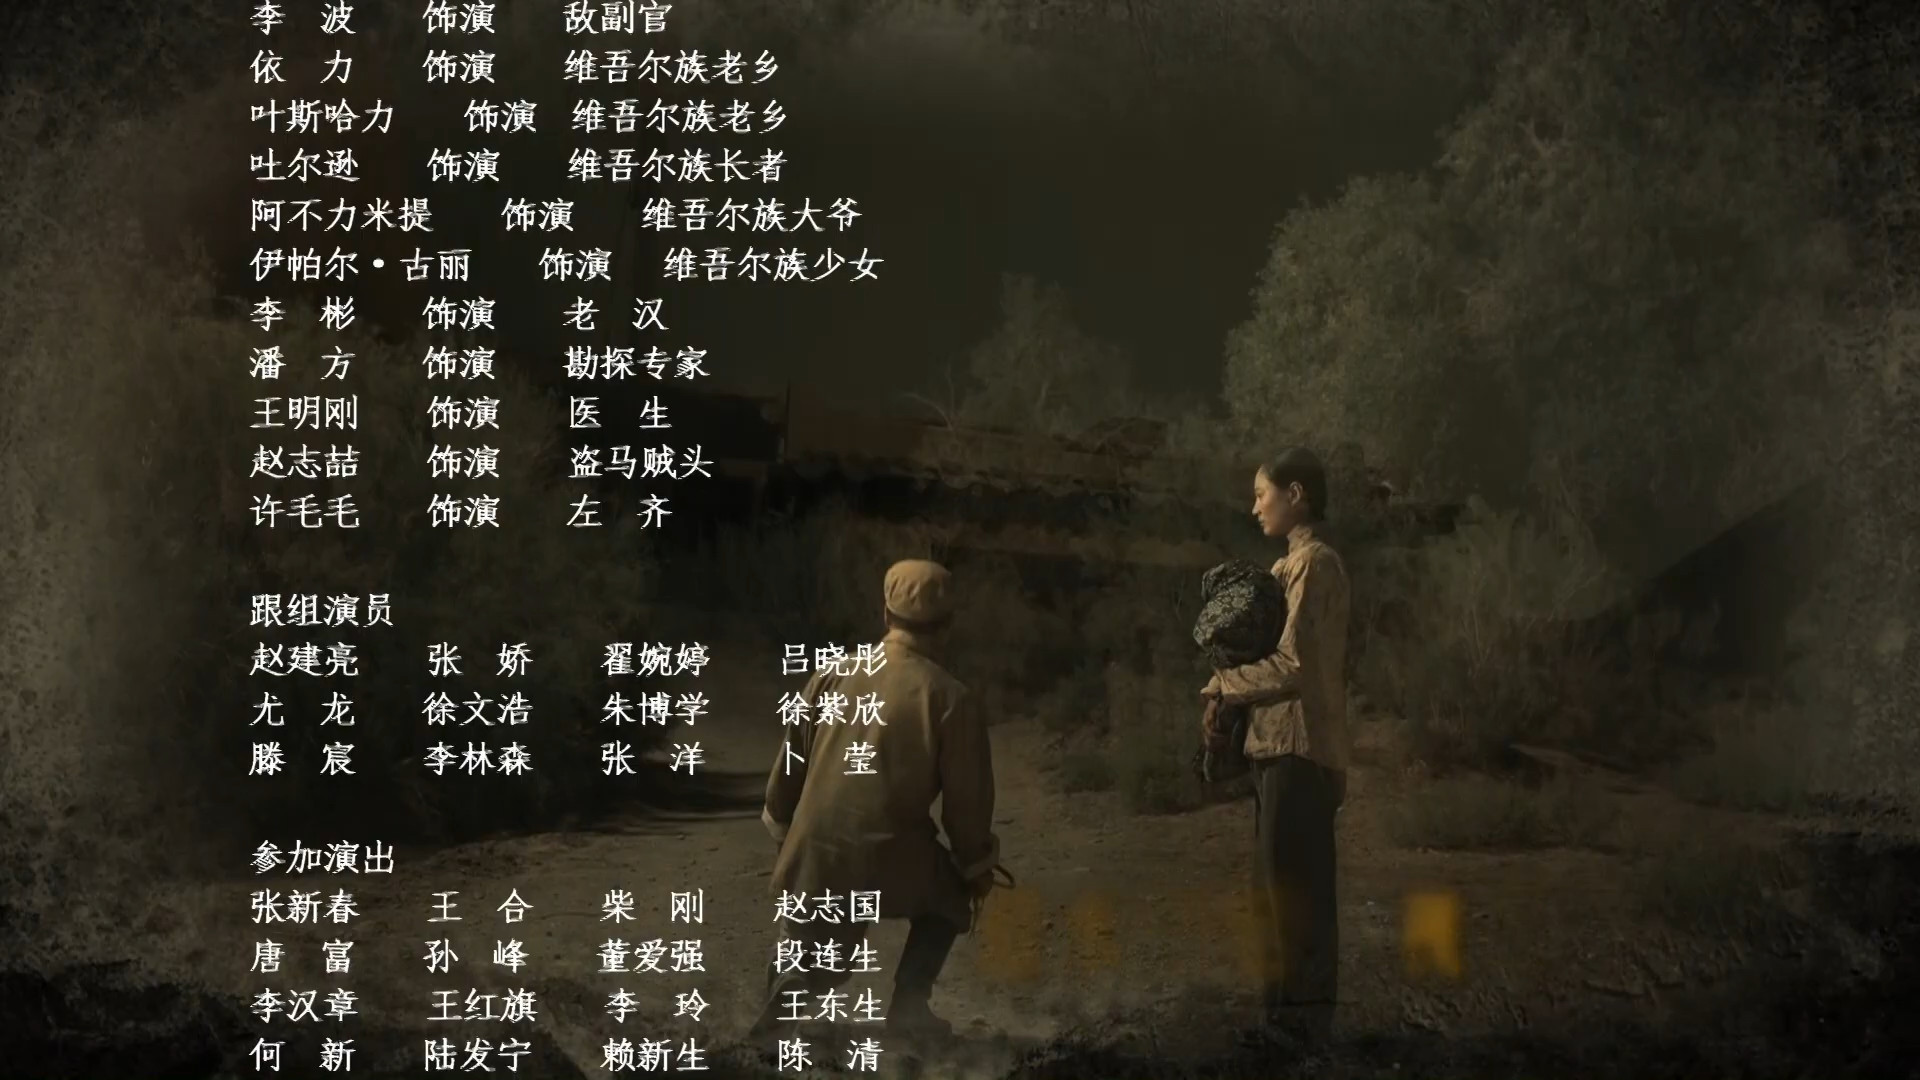 李 波 饰演 敌副官
依 力 饰演 维吾尔族老乡
叶斯哈力 饰演 维吾尔族老乡
吐尔逊 饰演 维吾尔族长者
阿不力米提 饰演 维吾尔族大爷
伊帕尔·古丽 饰演 维吾尔族少女
李 彬 饰演 老 汉
潘 方 饰演 勘探专家
王明刚 饰演 医 生
赵志喆 饰演 盗马贼头
许毛毛 饰演 左 齐
跟组演员
赵建亮 张 娇 翟婉婷 吕晓彤
尤 龙 徐文浩 朱博学 徐紫欣
滕 宸 李林森 张 洋 卜 莹
参加演出
张新春 王 合 柴 刚 赵志国
唐 富 孙 峰 董爱强 段连生
李汉章 王红旗 李 玲 王东生
何 新 陆发宁 赖新生 陈 清